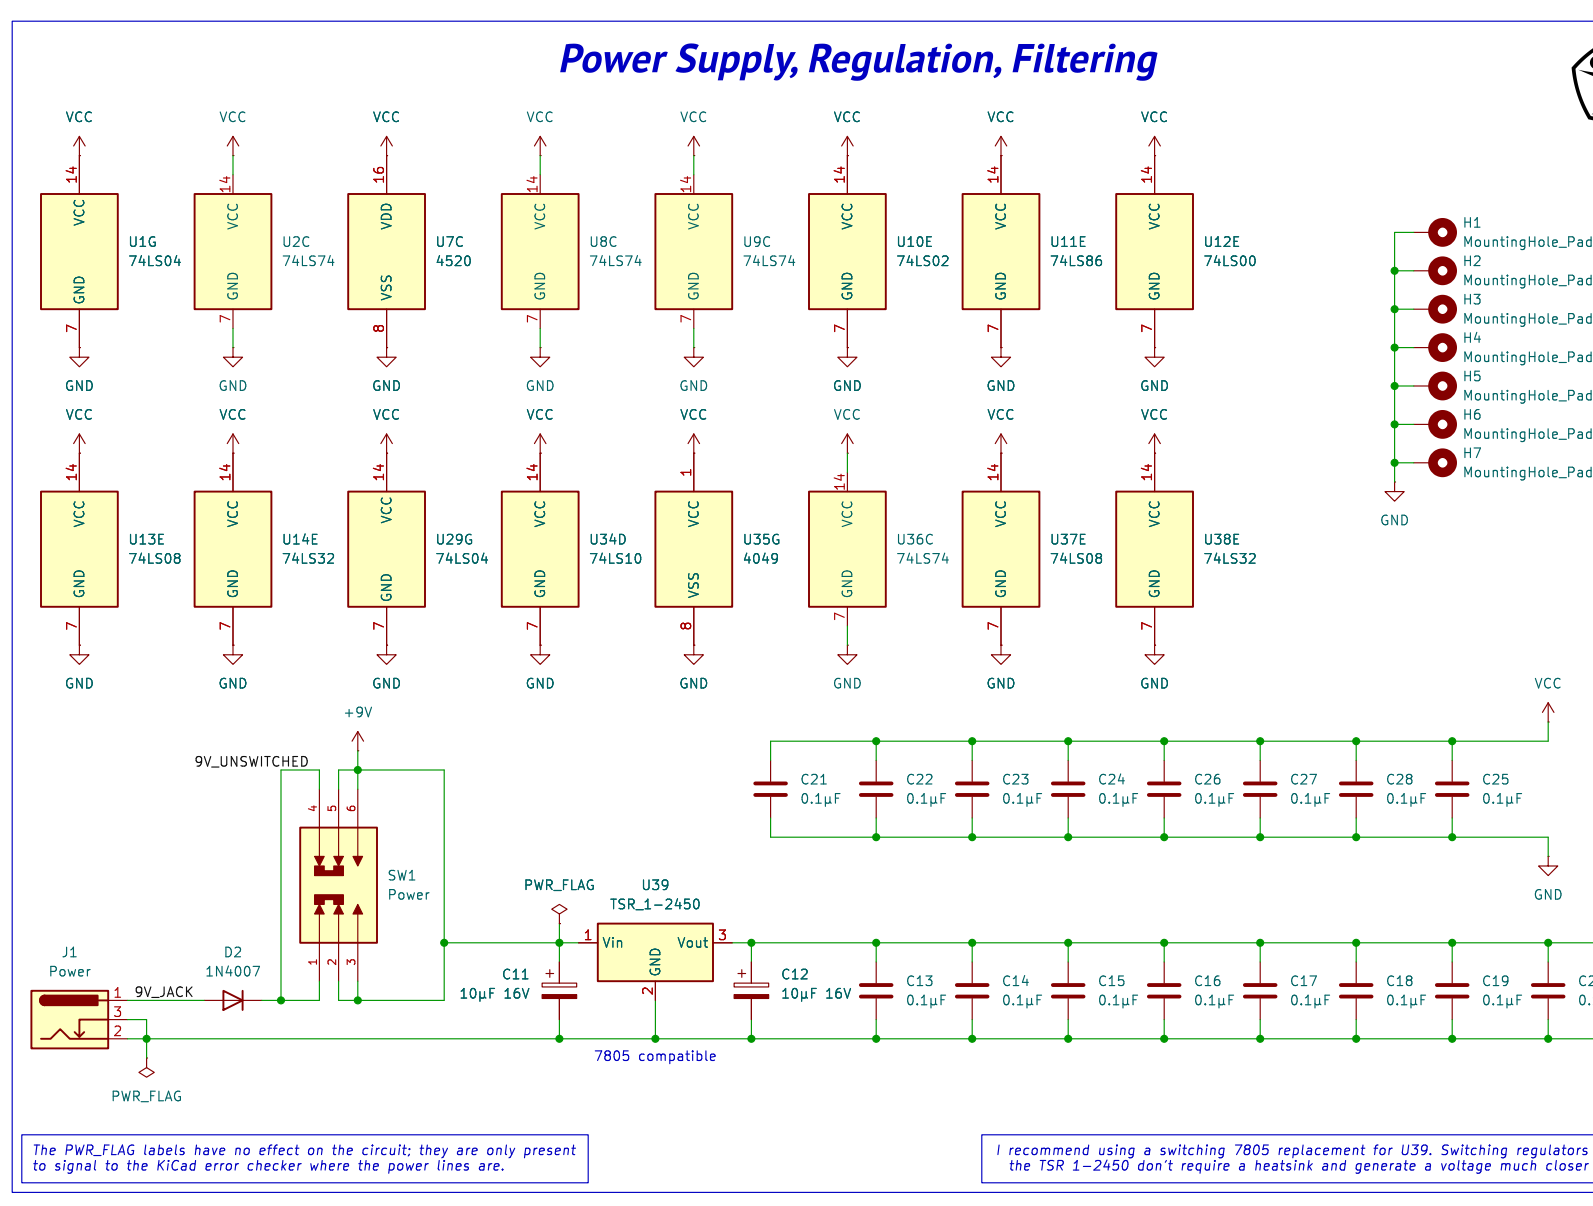 Power Supply, Regulation, Filtering
VCC VCC VCC VCC VCC VCC VCC VCC
14 14 16 14 14 14 14 14
VCC VCC VDD VCC VCC VCC VCC VCC
U1G U2C U7C U8C U9C U10E U11E U12E
74LS04 74LS74 4520 74LS74 74LS74 74LS02 74LS86 74LS00
GND GND VSS GND GND GND GND GND
7 7 8 7 7 7 7 7
GND GND GND GND GND GND GND GND
H1
MountingHole_Pad
H2
MountingHole_Pad
H3
MountingHole_Pad
H4
MountingHole_Pad
H5
MountingHole_Pad
H6
MountingHole_Pad
H7
MountingHole_Pad
GND
VCC VCC VCC VCC VCC VCC VCC VCC
14 14 14 14 1 14 14 14
VCC VCC VCC VCC VCC VCC VCC
U13E U14E U29G U34D U35G U36C U37E U38E
74LS08 74LS32 74LS04 74LS10 4049 74LS74 74LS08 74LS32
GND GND GND GND VSS GND GND GND
7 7 7 7 8 7 7 7
GND GND GND GND GND GND GND GND
+9V
9V_UNSWITCHED
4 5 6
SW1
Power
1 2 3
VCC
C21 C22 C23 C24 C26 C27 C28 C25
0.1µF 0.1µF 0.1µF 0.1µF 0.1µF 0.1µF 0.1µF 0.1µF
GND
J1
Power
1
3
2
9V_JACK
D2
1N4007
PWR_FLAG
PWR_FLAG
U39
TSR_1-2450
1 Vin Vout 3
GND
2
C11
10µF 16V
+
C12
10µF 16V
+
7805 compatible
C13 C14 C15 C16 C17 C18 C19
0.1µF 0.1µF 0.1µF 0.1µF 0.1µF 0.1µF 0.1µF
The PWR_FLAG labels have no effect on the circuit; they are only present
to signal to the KiCad error checker where the power lines are.
I recommend using a switching 7805 replacement for U39. Switching regulators
the TSR 1-2450 don't require a heatsink and generate a voltage much closer